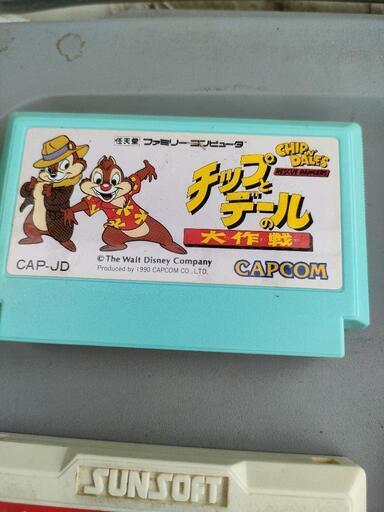 任天堂 ファミリーコンピュータ
CHIP'N DALE'S
RESCUE RANGERS
チップと
デールの
大作戦
© The Walt Disney Company
Produced by 1990 CAPCOM CO., LTD.
CAP-JD
CAPCOM
SUNSOFT